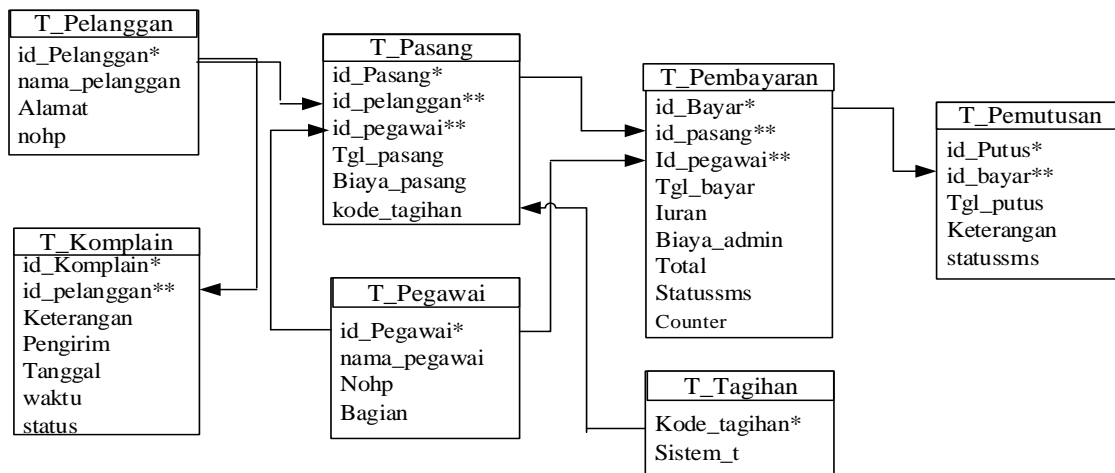 T_Pelanggan
id_Pelanggan*
nama_pelanggan
Alamat
nohp
T_Pasang
id_Pasang*
id_pelanggan**
id_pegawai**
Tgl_pasang
Biaya_pasang
kode_tagihan
T_Pembayaran
id_Bayar*
id_pasang**
Id_pegawai**
Tgl_bayar
Iuran
Biaya_admin
Total
Statussms
Counter
T_Pemutusan
id_Putus*
id_bayar**
Tgl_putus
Keterangan
statussms
T_Komplain
id_Komplain*
id_pelanggan**
Keterangan
Pengirim
Tanggal
waktu
status
T_Pegawai
id_Pegawai*
nama_pegawai
Nohp
Bagian
T_Tagihan
Kode_tagihan*
Sistem_t